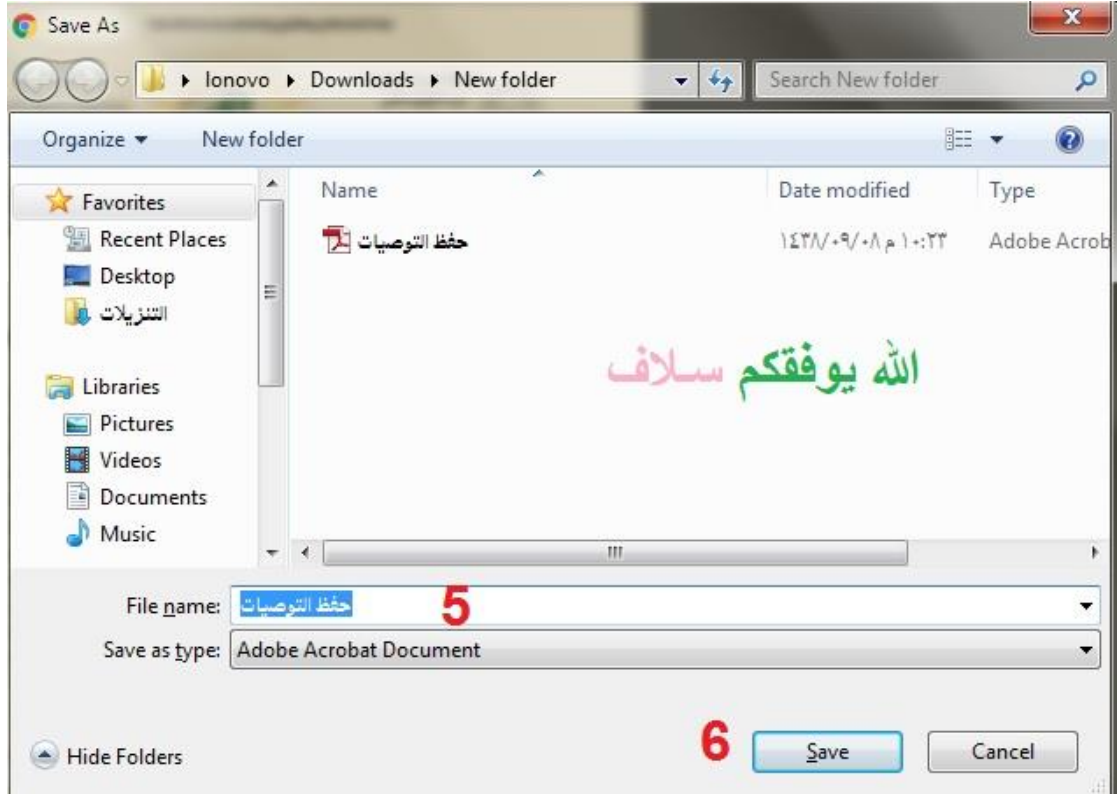 Save As
lonovo ▸ Downloads ▸ New folder
Search New folder
Organize
New folder
Favorites
Recent Places
Desktop
التنزيلات
Libraries
Pictures
Videos
Documents
Music
Name Date modified Type
حفظ التوصيات ١٠:٢٣ م ١٤٣٨/٠٩/٠٨ Adobe Acrob
الله يوفقكم سلاف
File name: حفظ التوصيات 5
Save as type: Adobe Acrobat Document
Hide Folders
6
Save
Cancel